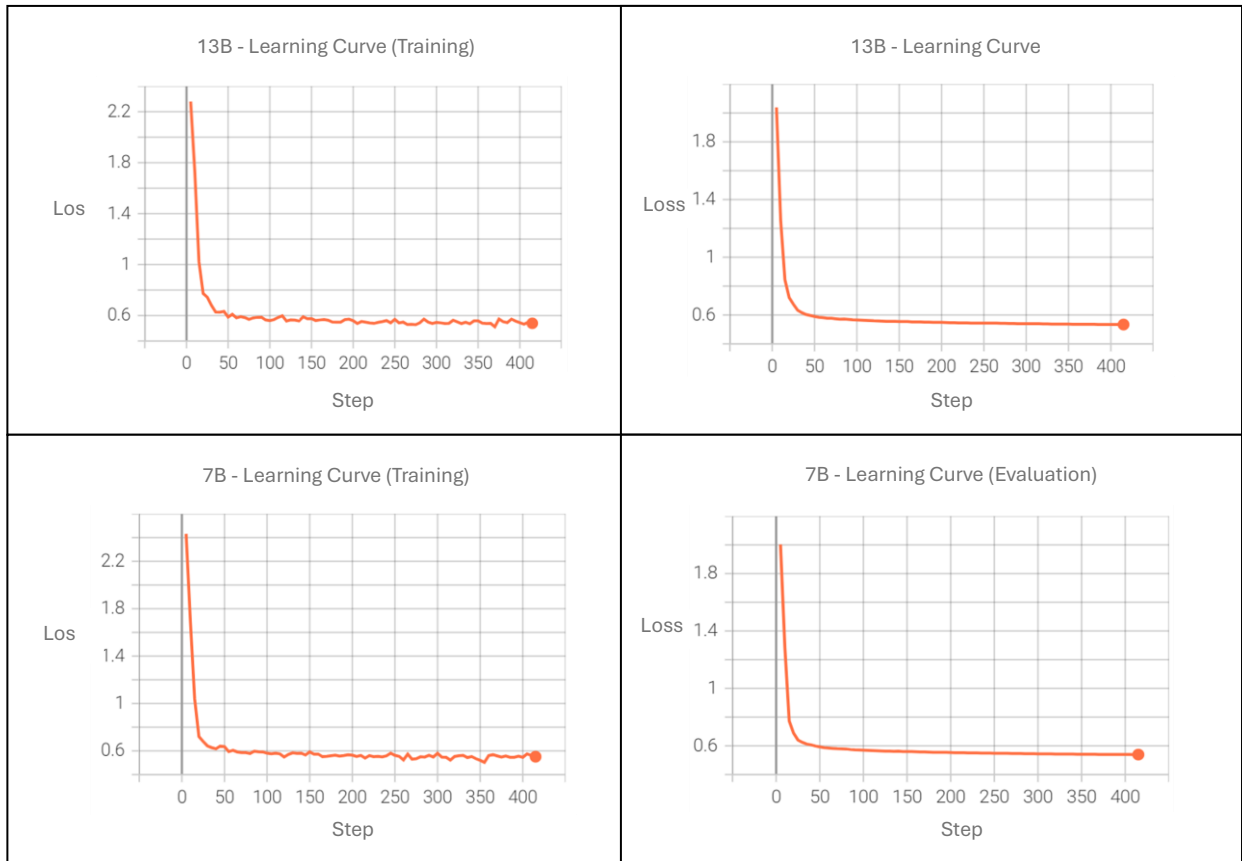 13B - Learning Curve (Training)
2.2
1.8
Los
1.4
1
0.6
0 50 100 150 200 250 300 350 400
Step
13B - Learning Curve
1.8
Loss 1.4
1
0.6
0 50 100 150 200 250 300 350 400
Step
7B - Learning Curve (Training)
2.2
1.8
Los
1.4
1
0.6
0 50 100 150 200 250 300 350 400
Step
7B - Learning Curve (Evaluation)
1.8
Loss 1.4
1
0.6
0 50 100 150 200 250 300 350 400
Step